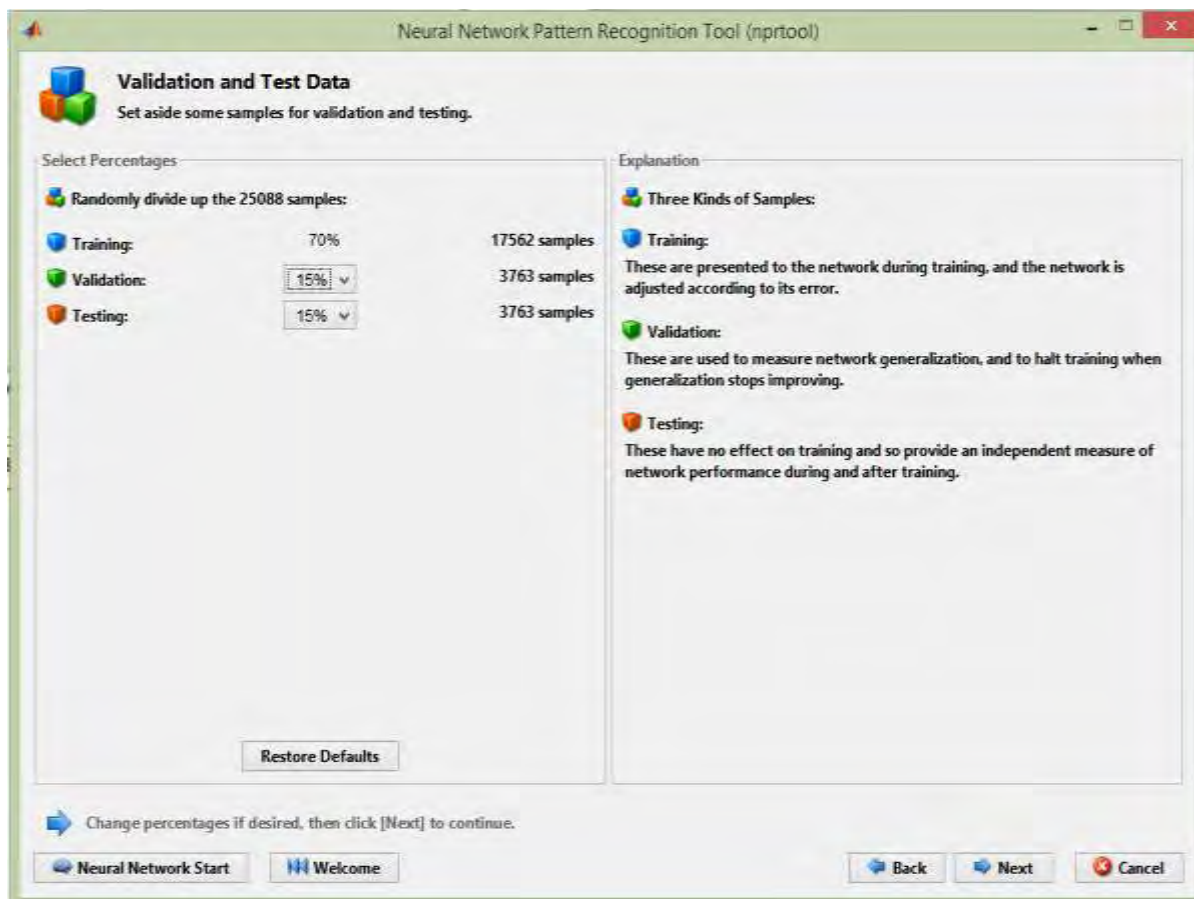 Neural Network Pattern Recognition Tool (nprtool)
Validation and Test Data
Set aside some samples for validation and testing.
Select Percentages
Randomly divide up the 25088 samples:
Training: 70% 17562 samples
Validation: 15% 3763 samples
Testing: 15% 3763 samples
Restore Defaults
Explanation
Three Kinds of Samples:
Training:
These are presented to the network during training, and the network is
adjusted according to its error.
Validation:
These are used to measure network generalization, and to halt training when
generalization stops improving.
Testing:
These have no effect on training and so provide an independent measure of
network performance during and after training.
Change percentages if desired, then click [Next] to continue.
Neural Network Start Welcome Back Next Cancel